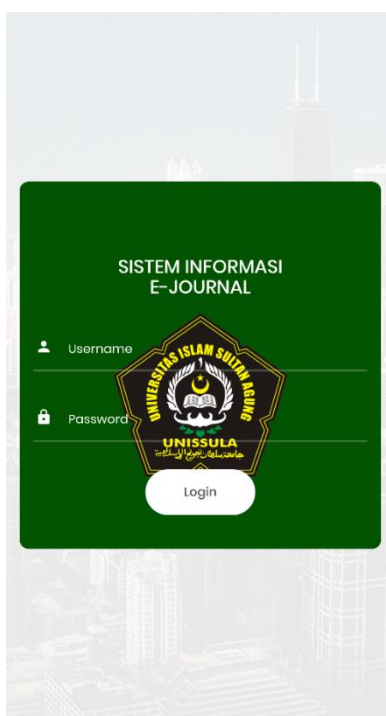 SISTEM INFORMASI
E-JOURNAL
Username
UNIVERSITAS ISLAM SULTAN AGUNG
Password
UNISSULA
Login